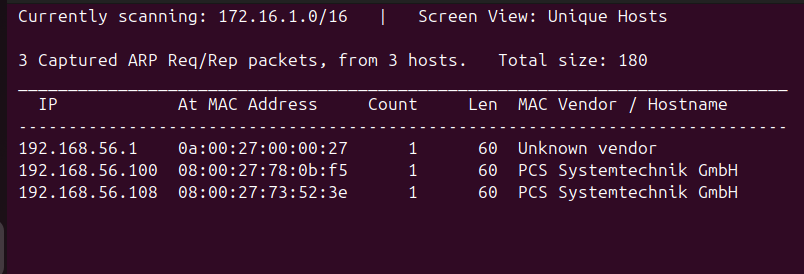 Currently scanning: 172.16.1.0/16   |   Screen View: Unique Hosts
3 Captured ARP Req/Rep packets, from 3 hosts.   Total size: 180
_____________________________________________________________________________
  IP            At MAC Address     Count     Len  MAC Vendor / Hostname
-----------------------------------------------------------------------------
192.168.56.1    0a:00:27:00:00:27      1      60  Unknown vendor
192.168.56.100  08:00:27:78:0b:f5      1      60  PCS Systemtechnik GmbH
192.168.56.108  08:00:27:73:52:3e      1      60  PCS Systemtechnik GmbH